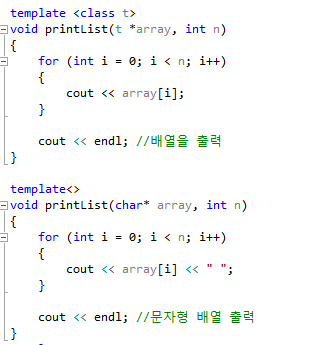 template <class t>
void printList(t *array, int n)
{
    for (int i = 0; i < n; i++)
    {
        cout << array[i];
    }

    cout << endl; //배열을 출력
}

template<>
void printList(char* array, int n)
{
    for (int i = 0; i < n; i++)
    {
        cout << array[i] << " ";
    }

    cout << endl; //문자형 배열 출력
}